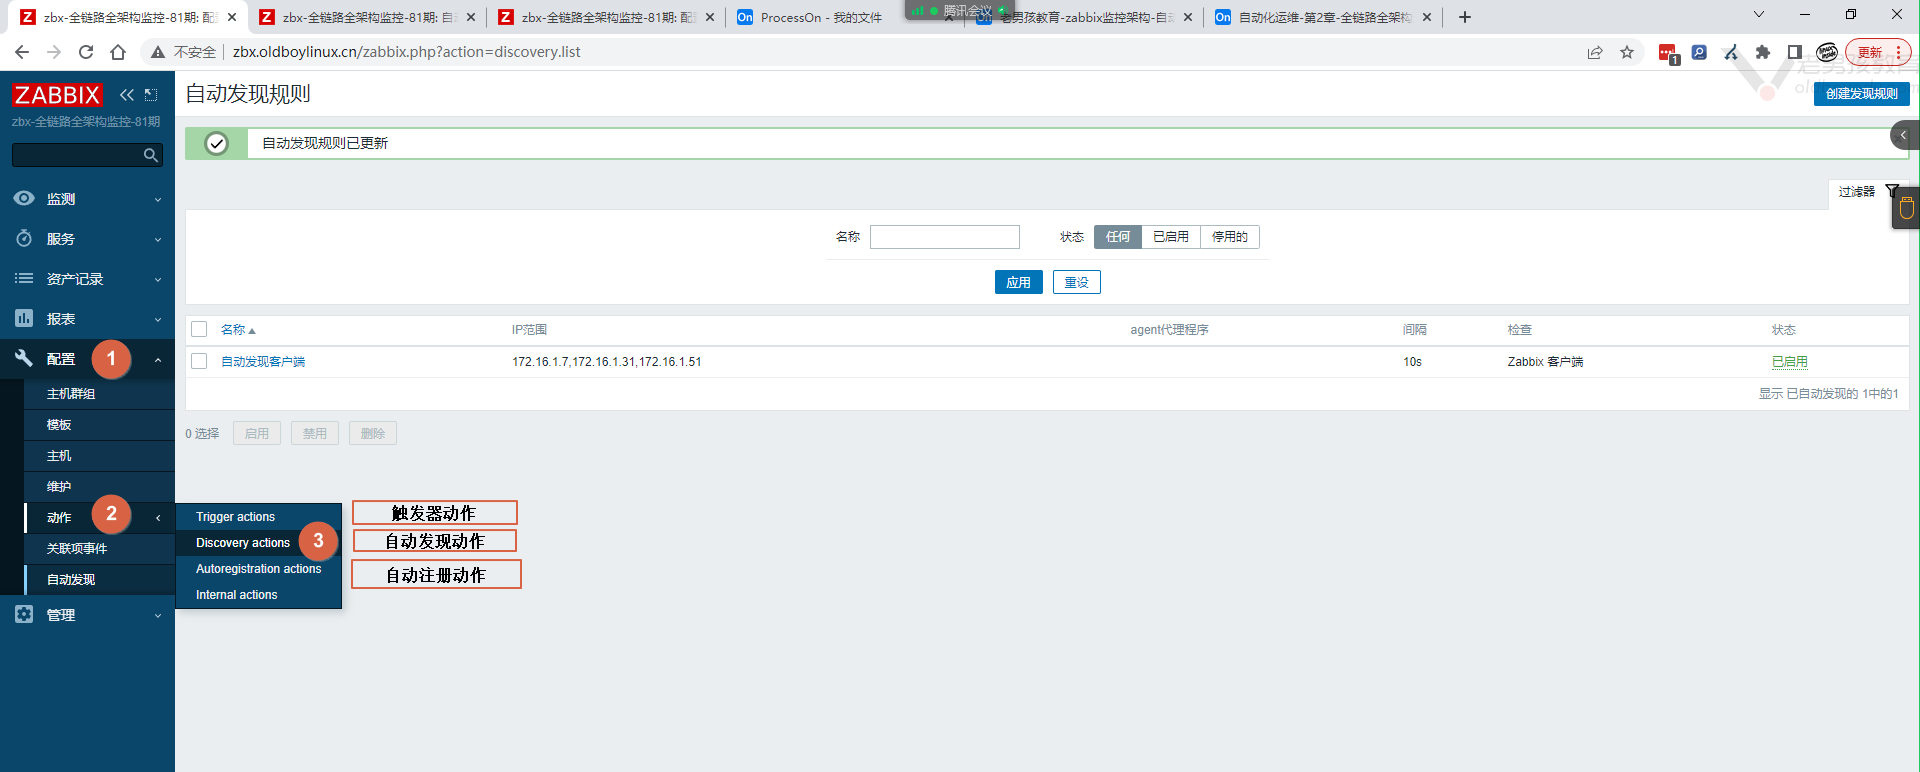 zbx-全链路全架构监控-81期: 配
zbx-全链路全架构监控-81期: 自
zbx-全链路全架构监控-81期: 配
On
ProcessOn - 我的文件
腾讯会议
老男孩教育-zabbix监控架构-自动
On
自动化运维-第2章-全链路全架构
不安全
zbx.oldboylinux.cn/zabbix.php?action=discovery.list
1
更新
ZABBIX
zbx-全链路全架构监控-81期
自动发现规则
老男孩教育
创建发现规则
自动发现规则已更新
监测
服务
资产记录
报表
配置
1
主机群组
模板
主机
维护
动作
2
关联项事件
自动发现
管理
过滤器
名称
状态
任何
已启用
停用的
应用
重设
名称
IP范围
agent代理程序
间隔
检查
状态
自动发现客户端
172.16.1.7,172.16.1.31,172.16.1.51
10s
Zabbix 客户端
已启用
显示 已自动发现的 1中的1
0 选择
启用
禁用
删除
Trigger actions
触发器动作
Discovery actions
3
自动发现动作
Autoregistration actions
自动注册动作
Internal actions